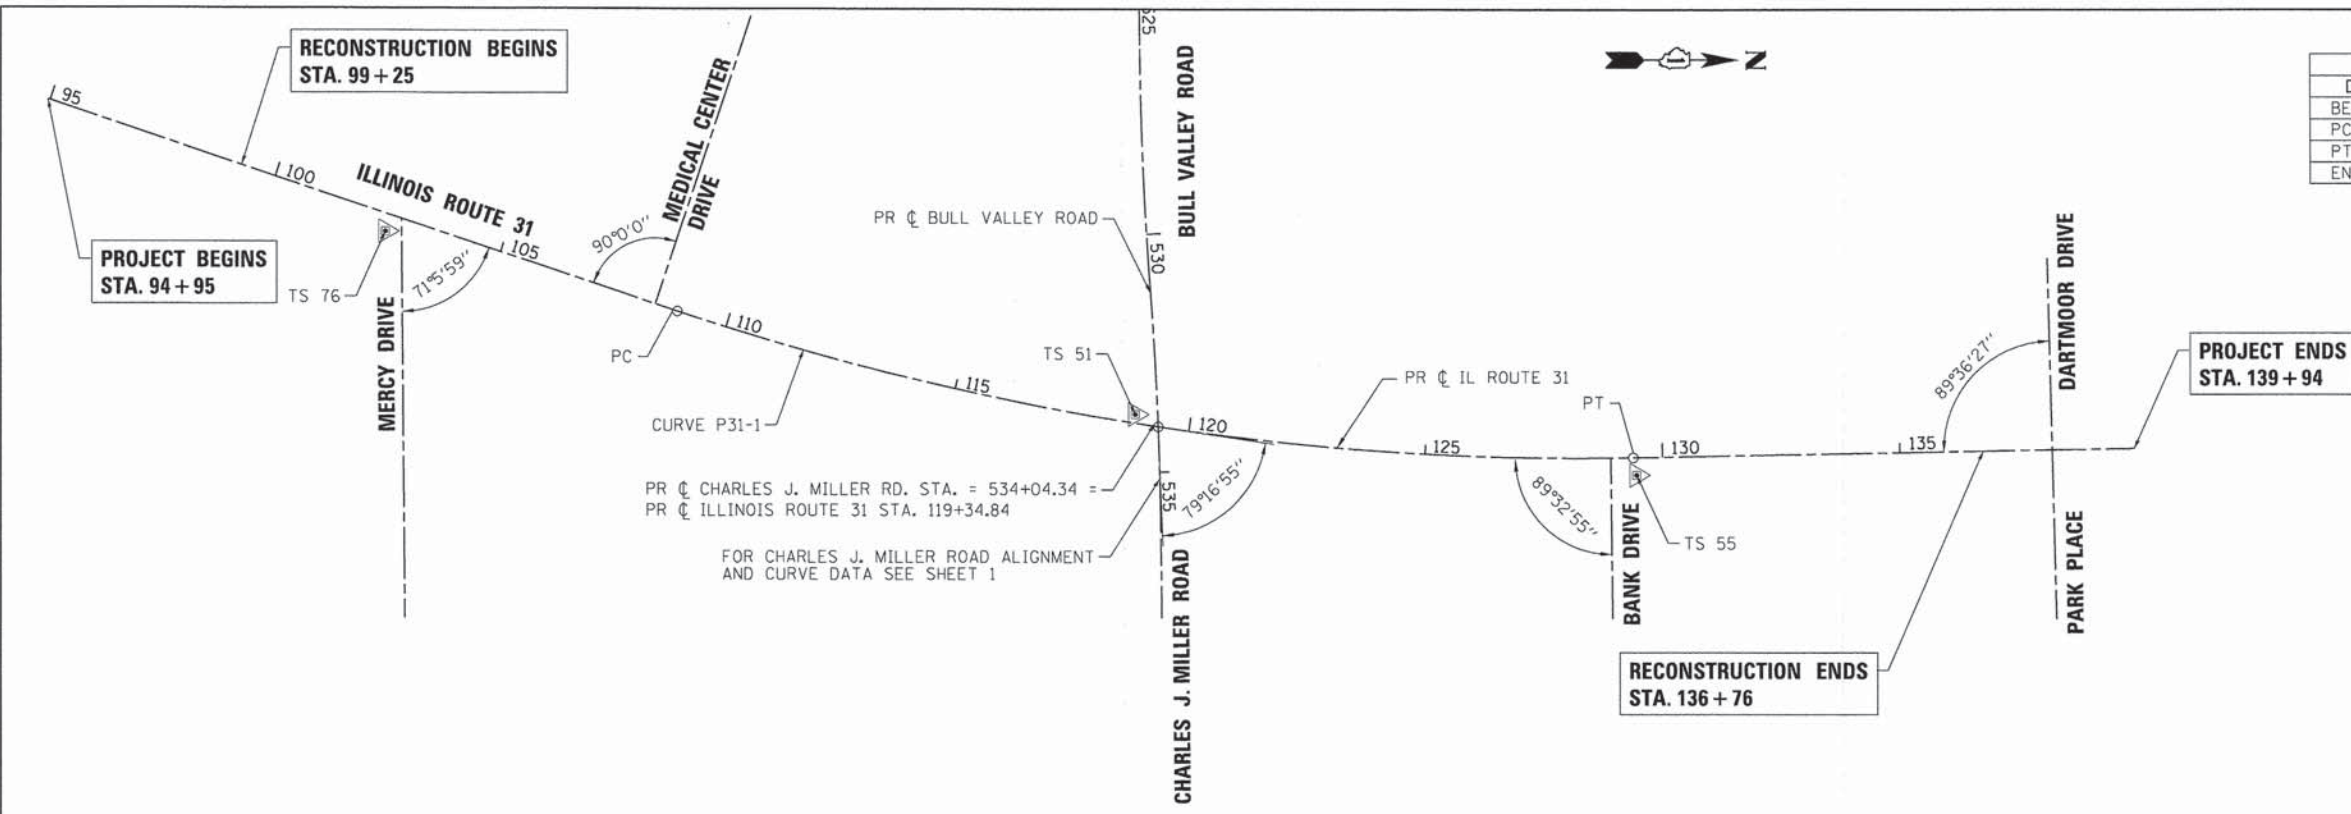 RECONSTRUCTION BEGINS
STA. 99+25
95
100
ILLINOIS ROUTE 31
105
PROJECT BEGINS
STA. 94+95
TS 76
MERCY DRIVE
71°5'59"
90°0'0"
MEDICAL CENTER
DRIVE
PC
110
CURVE P31-1
115
525
BULL VALLEY ROAD
530
PR ℄ BULL VALLEY ROAD
TS 51
120
PR ℄ CHARLES J. MILLER RD. STA. = 534+04.34 =
PR ℄ ILLINOIS ROUTE 31 STA. 119+34.84
535
79°16'55"
FOR CHARLES J. MILLER ROAD ALIGNMENT
AND CURVE DATA SEE SHEET 1
CHARLES J. MILLER ROAD
N
PR ℄ IL ROUTE 31
125
PT
130
TS 55
89°32'55"
BANK DRIVE
135
89°36'27"
DARTMOOR DRIVE
PARK PLACE
PROJECT ENDS
STA. 139+94
RECONSTRUCTION ENDS
STA. 136+76
BE
PC
PT
EN